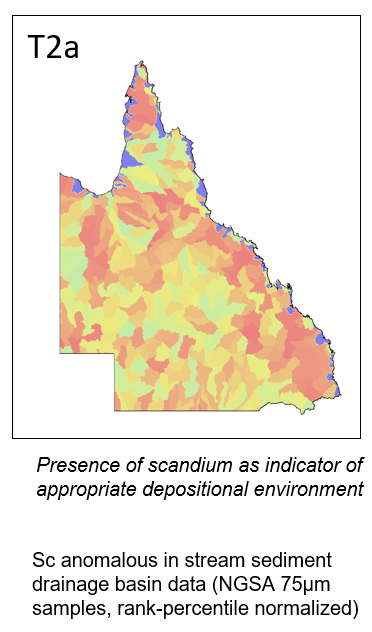 T2a
Presence of scandium as indicator of
appropriate depositional environment
Sc anomalous in stream sediment
drainage basin data (NGSA 75µm
samples, rank-percentile normalized)